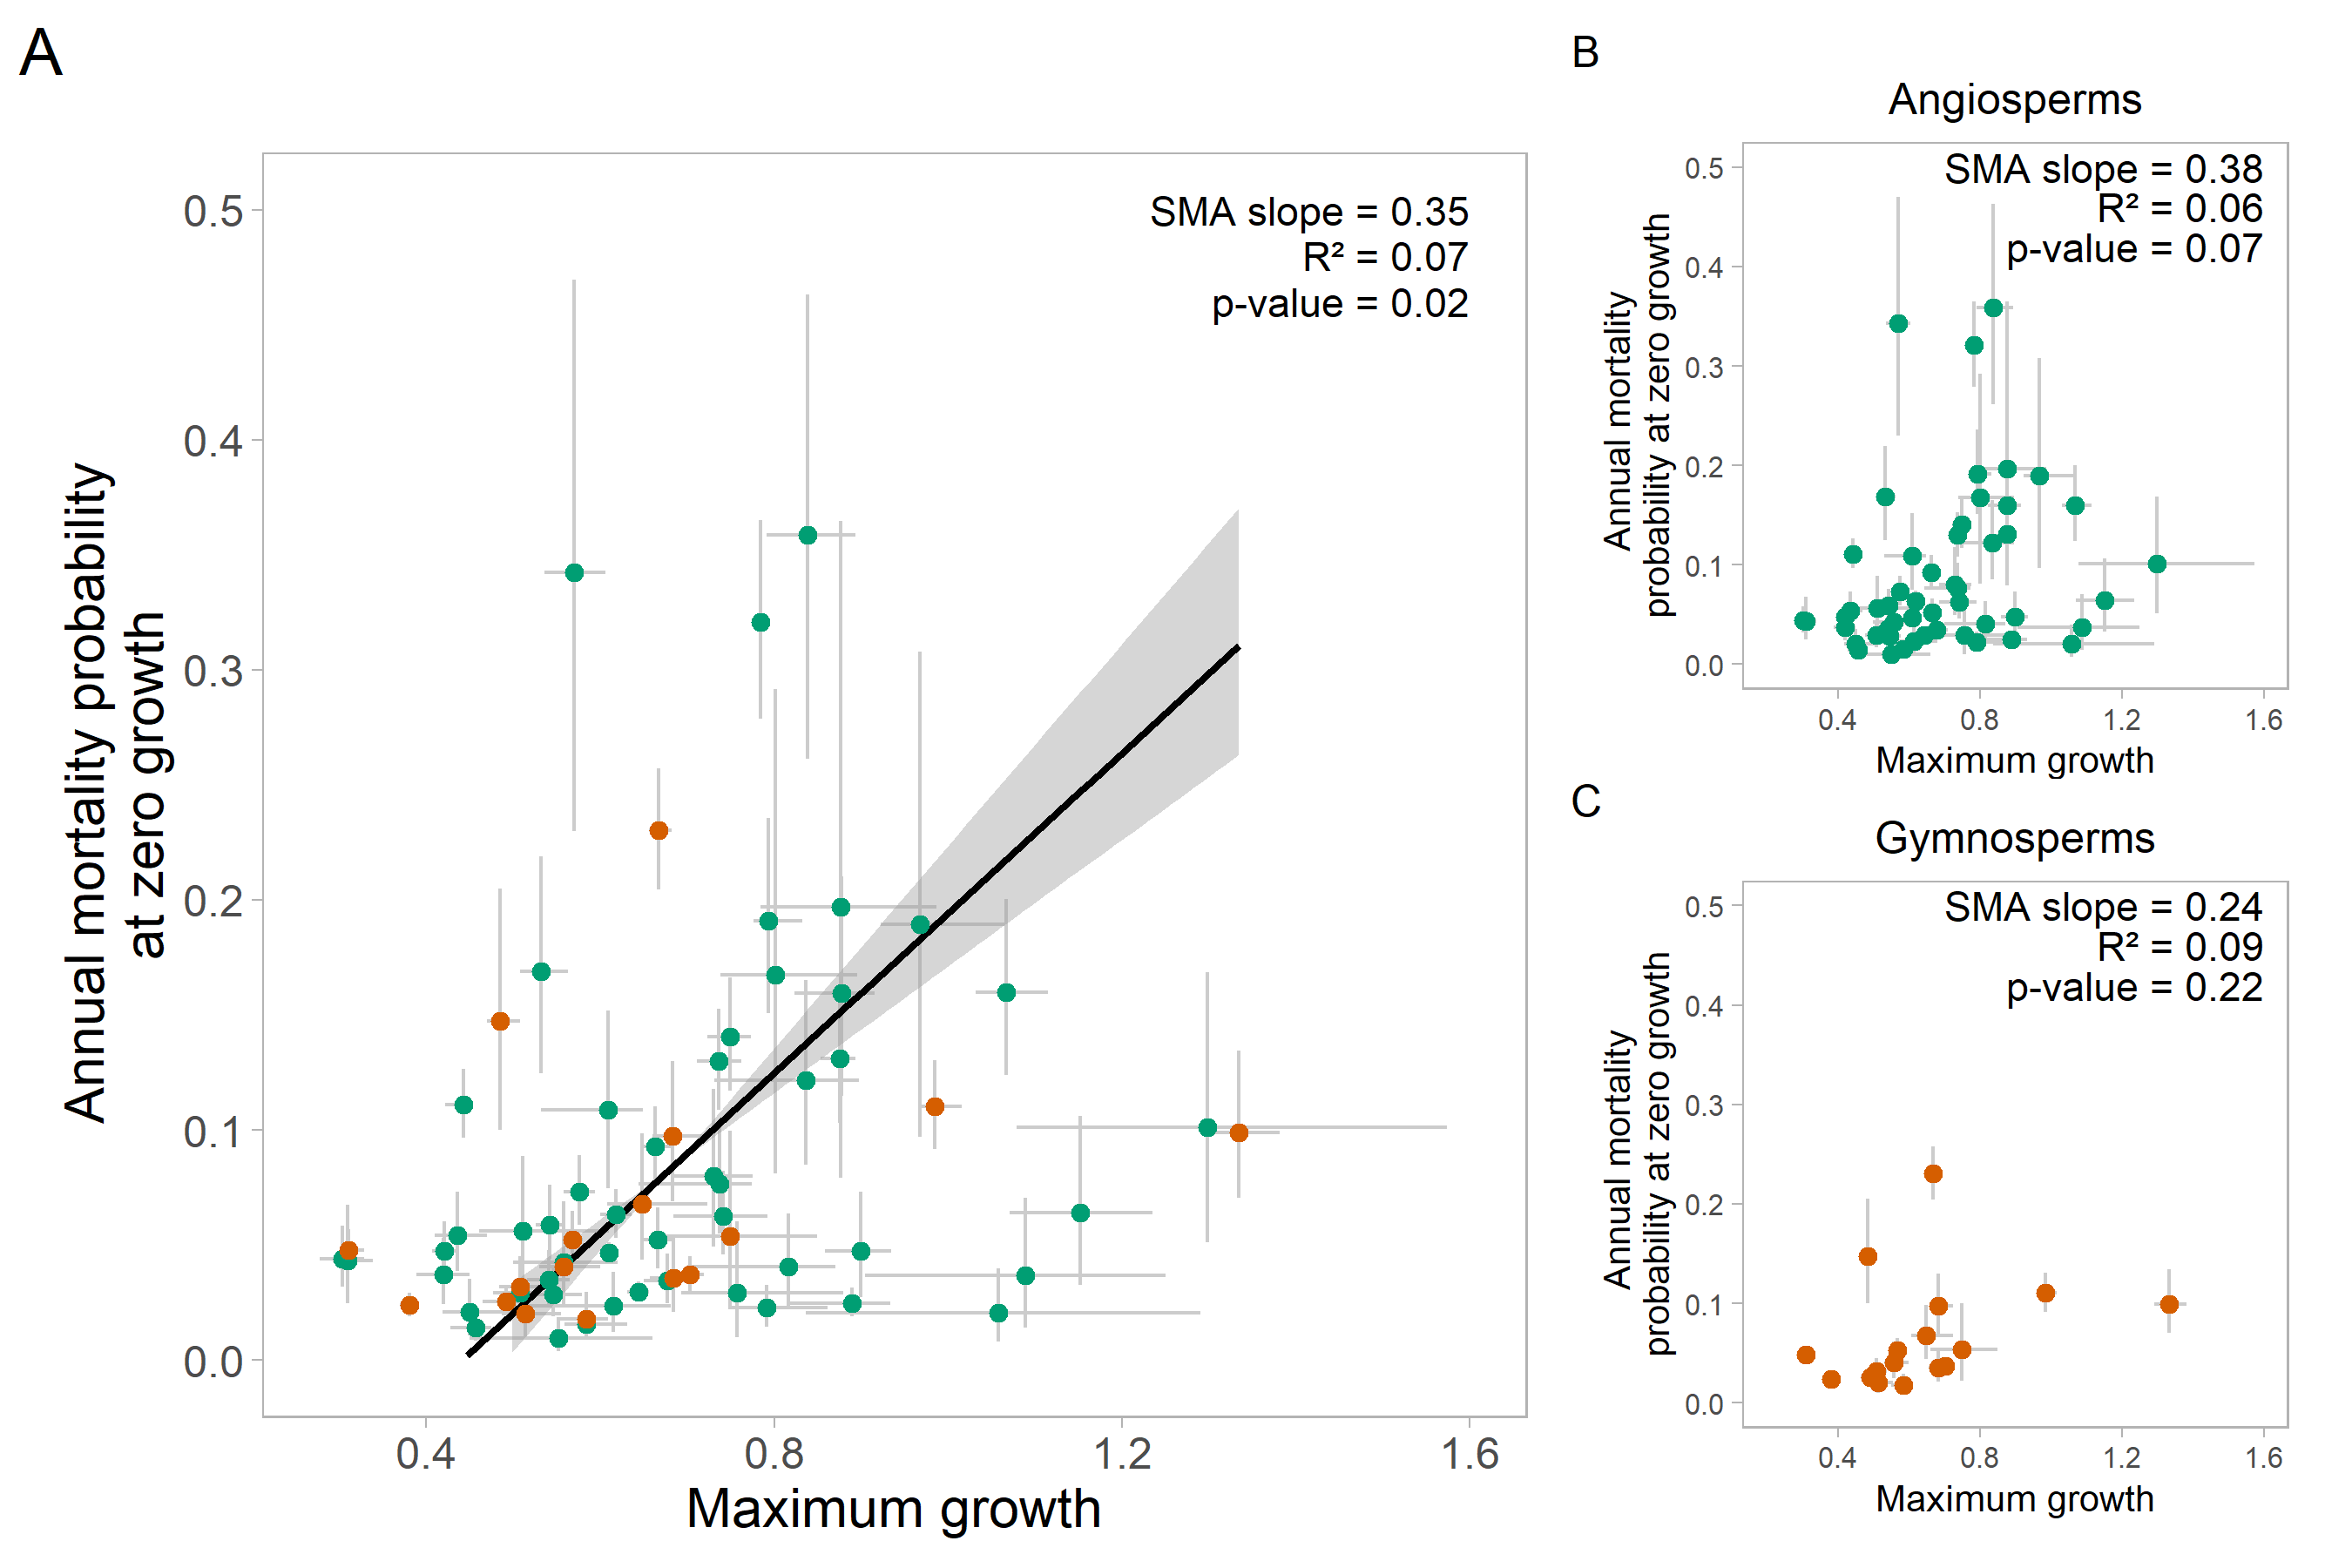 A
SMA slope = 0.35
R² = 0.07
p-value = 0.02
0.5
0.4
0.3
0.2
0.1
0.0
Annual mortality probability
at zero growth
0.4 0.8 1.2 1.6
Maximum growth
B
Angiosperms
SMA slope = 0.38
R² = 0.06
p-value = 0.07
0.5
0.4
0.3
0.2
0.1
0.0
Annual mortality
probability at zero growth
0.4 0.8 1.2 1.6
Maximum growth
C
Gymnosperms
SMA slope = 0.24
R² = 0.09
p-value = 0.22
0.5
0.4
0.3
0.2
0.1
0.0
Annual mortality
probability at zero growth
0.4 0.8 1.2 1.6
Maximum growth